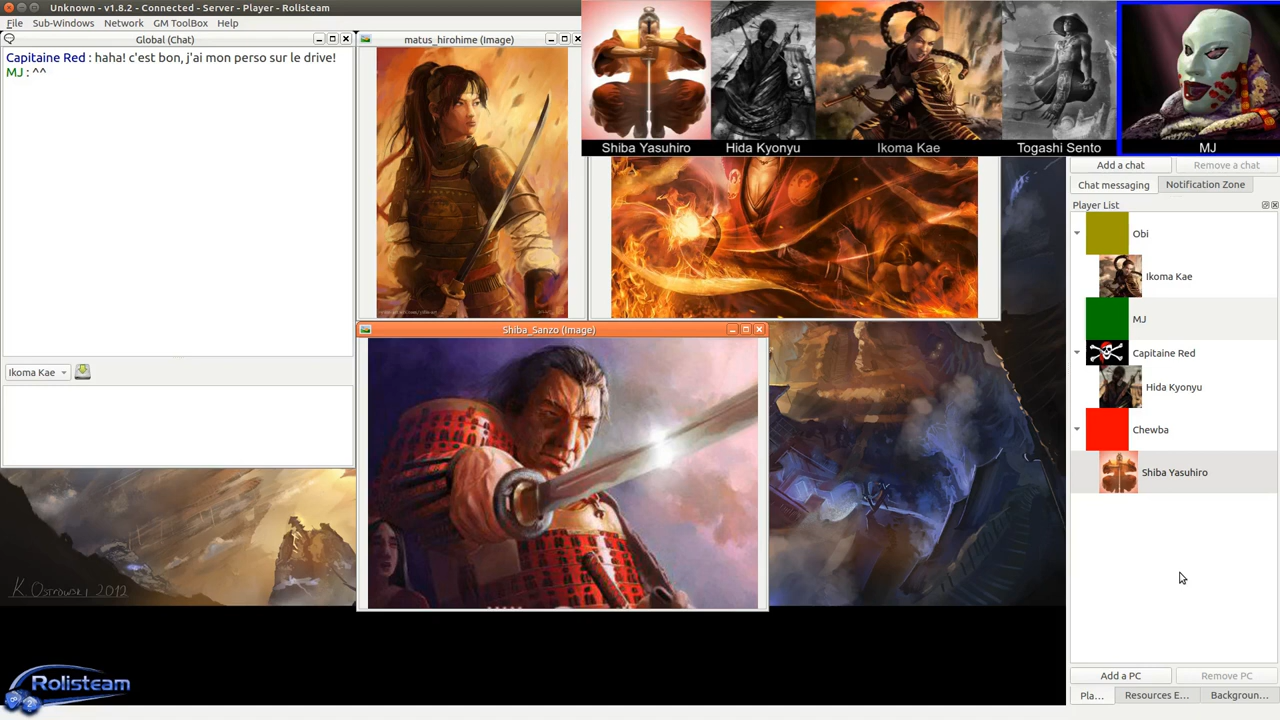 Unknown - v1.8.2 - Connected - Server - Player - Rolisteam
File Sub-Windows Network GM ToolBox Help
Global (Chat)
Capitaine Red : haha! c'est bon, j'ai mon perso sur le drive!
MJ : ^^
Ikoma Kae
matus_hirohime (Image)
Shiba_Sanzo (Image)
Shiba Yasuhiro
Hida Kyonyu
Ikoma Kae
Togashi Sento
MJ
Add a chat
Remove a chat
Chat messaging
Notification Zone
Player List
Obi
Ikoma Kae
MJ
Capitaine Red
Hida Kyonyu
Chewba
Shiba Yasuhiro
Add a PC
Remove PC
Pla...
Resources E...
Backgroun...
K Ostrowski 2012
Rolisteam